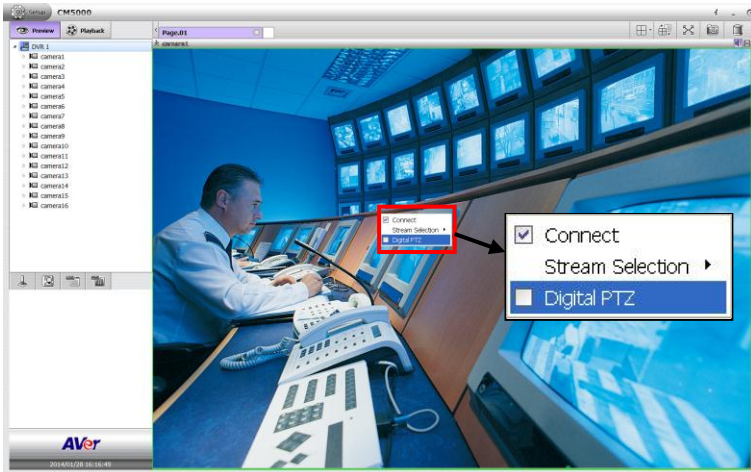 Setup CM5000
Preview Playback
Page.01
DVR 1
camera1
camera1
camera2
camera3
camera4
camera5
camera6
camera7
camera8
camera9
camera10
camera11
camera12
camera13
camera14
camera15
camera16
Connect
Stream Selection
Digital PTZ
Connect
Stream Selection
Digital PTZ
AVer
2014/01/28 16:16:49